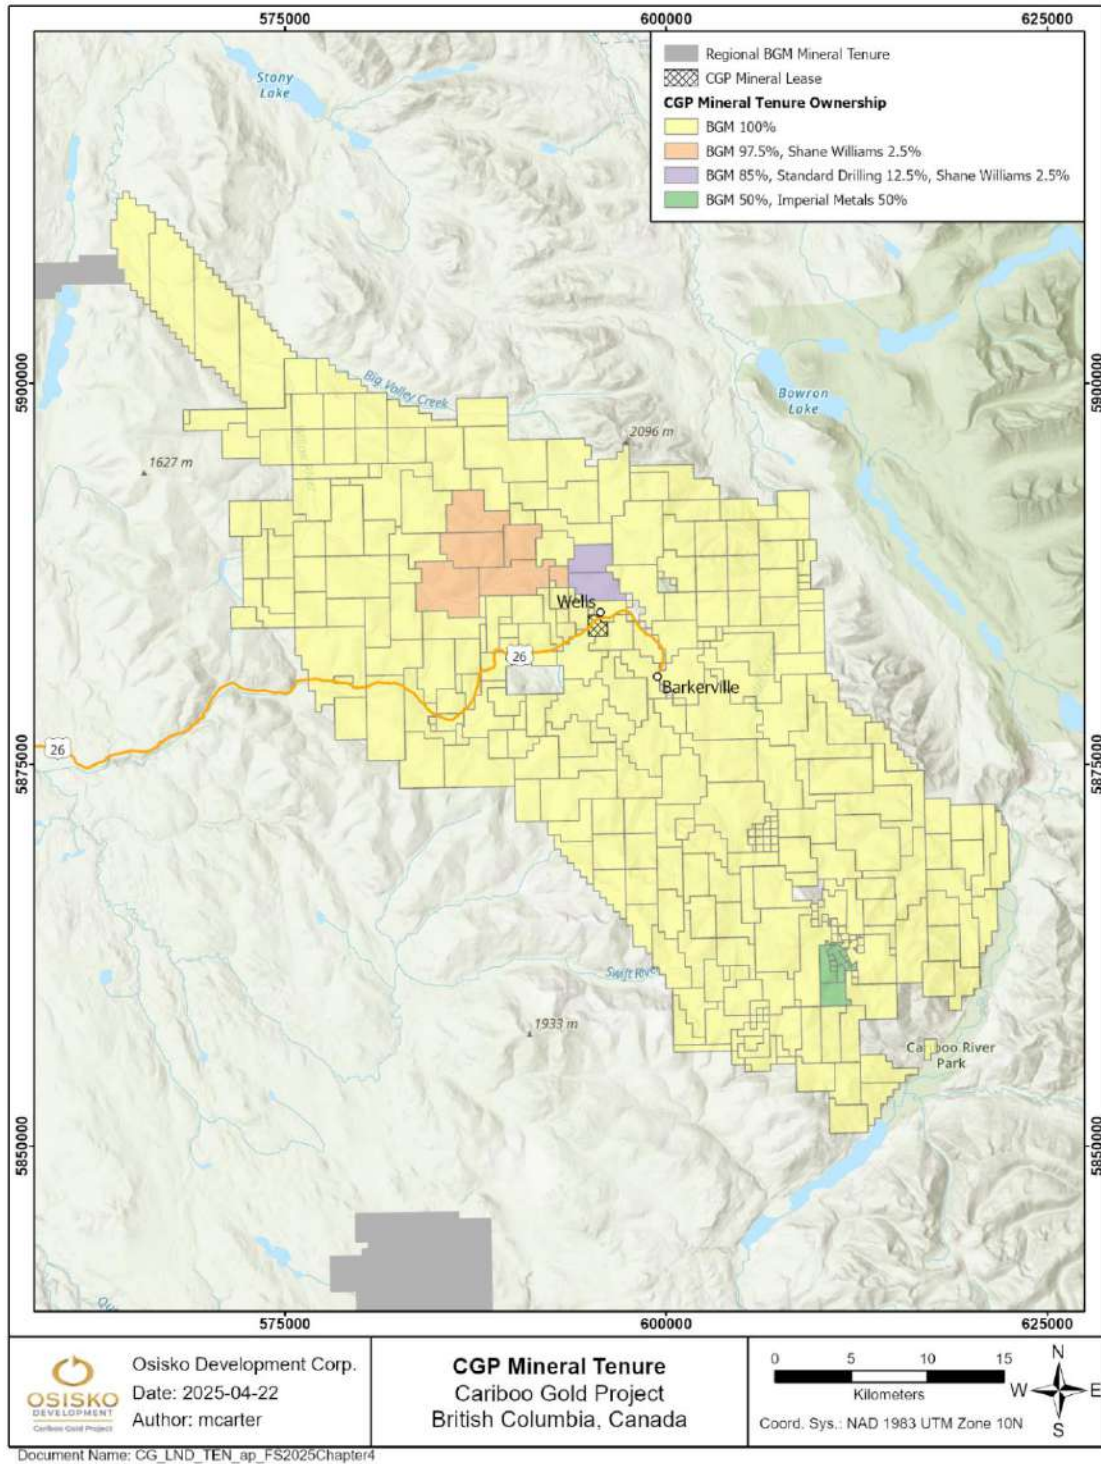 575000
600000
625000
Regional BGM Mineral Tenure
CGP Mineral Lease
CGP Mineral Tenure Ownership
BGM 100%
BGM 97.5%, Shane Williams 2.5%
BGM 85%, Standard Drilling 12.5%, Shane Williams 2.5%
BGM 50%, Imperial Metals 50%
Stony
Lake
5900000
5900000
Big Valley Creek
Bowron
Lake
2096 m
1627 m
Wells
26
Barkerville
26
5875000
5875000
Swift River
1933 m
Cariboo River
Park
5850000
5850000
575000
600000
625000
OSISKO
DEVELOPMENT
Cariboo Gold Project
Osisko Development Corp.
Date: 2025-04-22
Author: mcarter
CGP Mineral Tenure
Cariboo Gold Project
British Columbia, Canada
0 5 10 15
Kilometers
Coord. Sys.: NAD 1983 UTM Zone 10N
N
W E
S
Document Name: CG_LND_TEN_ap_FS2025Chapter4